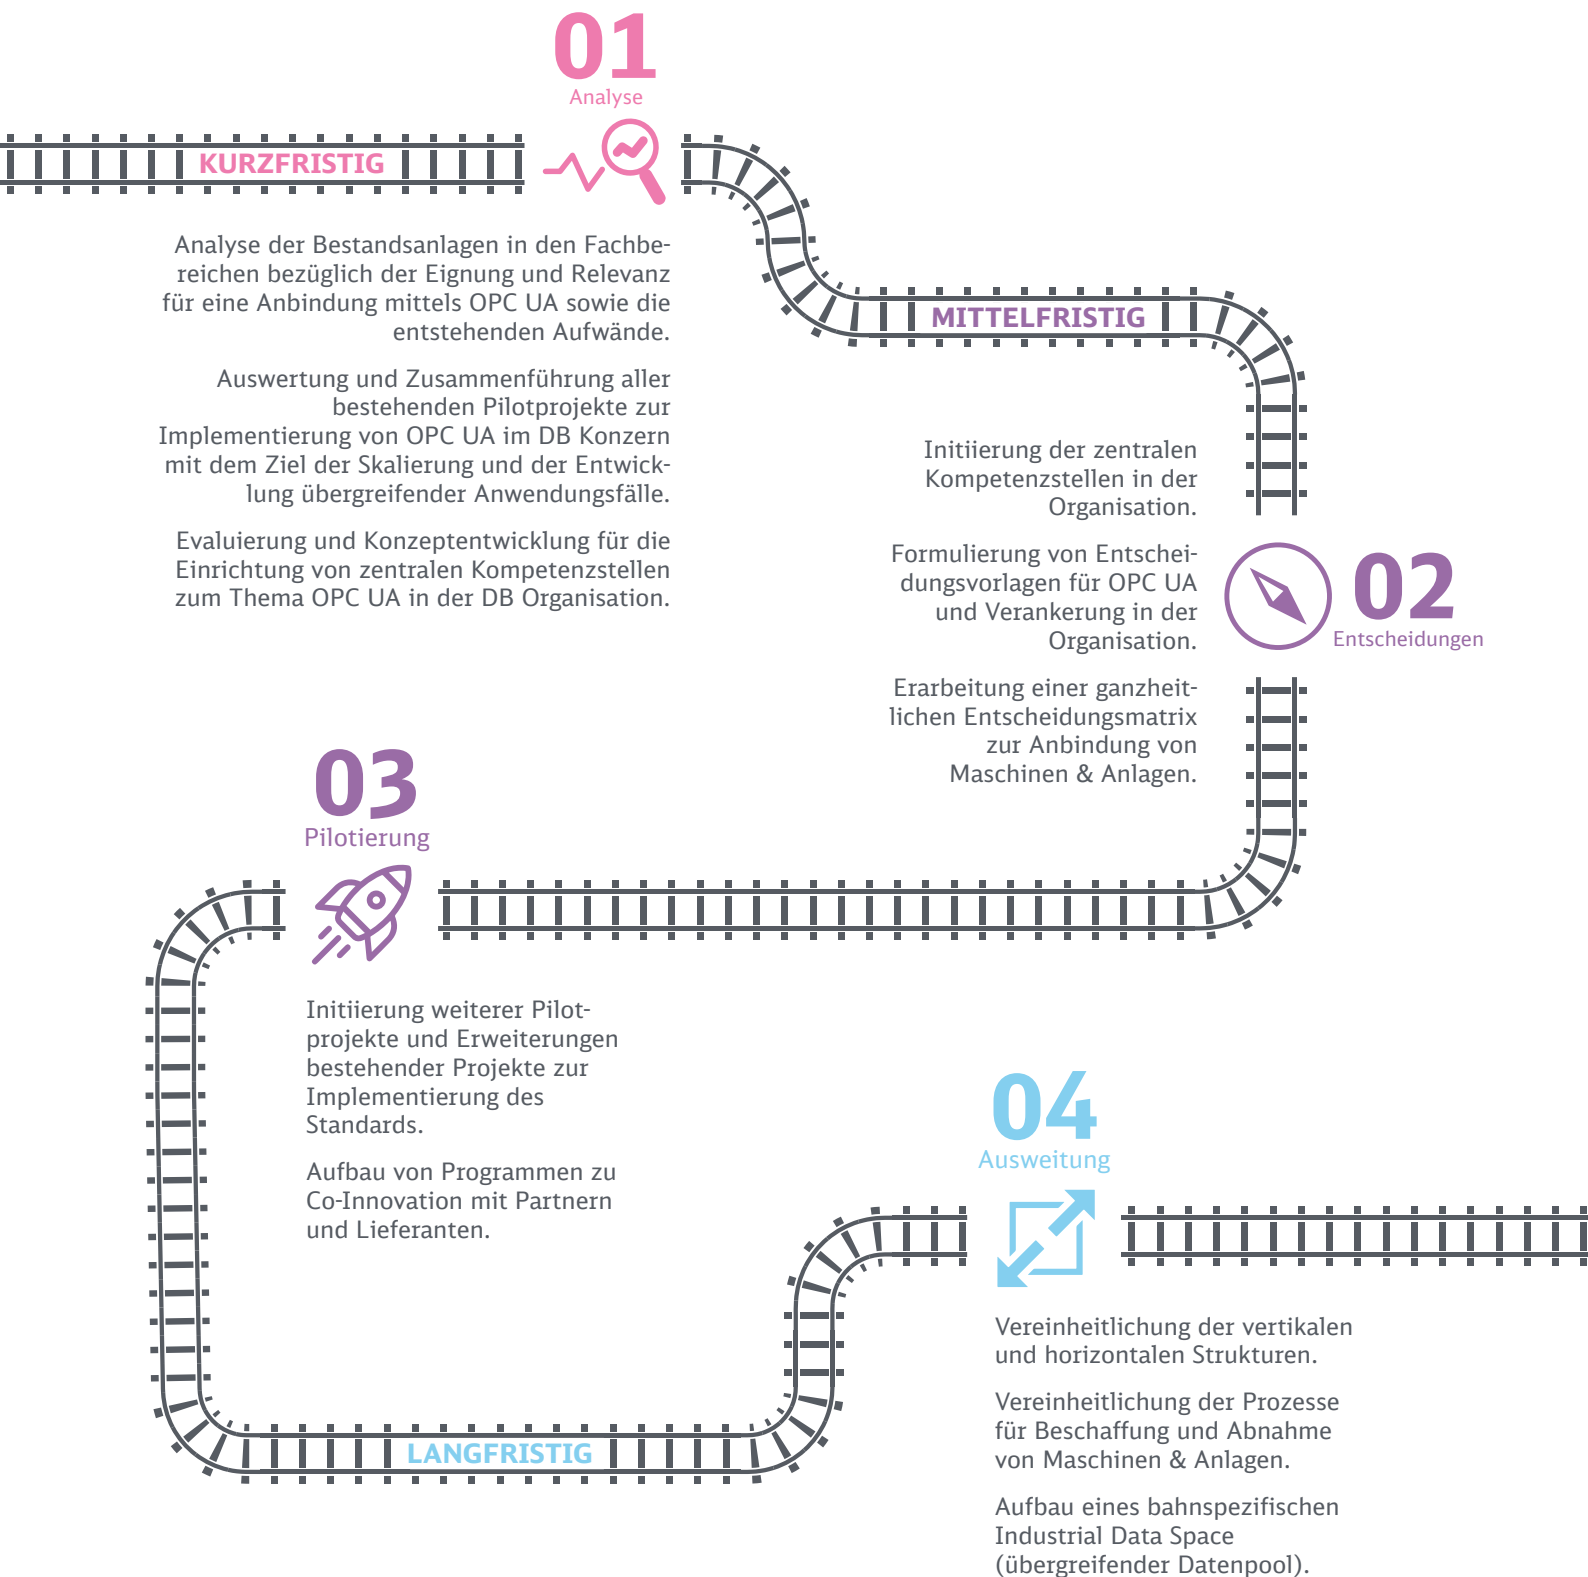 01
Analyse
KURZFRISTIG
Analyse der Bestandsanlagen in den Fachbe-
reichen bezüglich der Eignung und Relevanz
für eine Anbindung mittels OPC UA sowie die
entstehenden Aufwände.
Auswertung und Zusammenführung aller
bestehenden Pilotprojekte zur
Implementierung von OPC UA im DB Konzern
mit dem Ziel der Skalierung und der Entwick-
lung übergreifender Anwendungsfälle.
Evaluierung und Konzeptentwicklung für die
Einrichtung von zentralen Kompetenzstellen
zum Thema OPC UA in der DB Organisation.
MITTELFRISTIG
02
Entscheidungen
Initiierung der zentralen
Kompetenzstellen in der
Organisation.
Formulierung von Entschei-
dungsvorlagen für OPC UA
und Verankerung in der
Organisation.
Erarbeitung einer ganzheit-
lichen Entscheidungsmatrix
zur Anbindung von
Maschinen & Anlagen.
03
Pilotierung
Initiierung weiterer Pilot-
projekte und Erweiterungen
bestehender Projekte zur
Implementierung des
Standards.
Aufbau von Programmen zu
Co-Innovation mit Partnern
und Lieferanten.
LANGFRISTIG
04
Ausweitung
Vereinheitlichung der vertikalen
und horizontalen Strukturen.
Vereinheitlichung der Prozesse
für Beschaffung und Abnahme
von Maschinen & Anlagen.
Aufbau eines bahnspezifischen
Industrial Data Space
(übergreifender Datenpool).